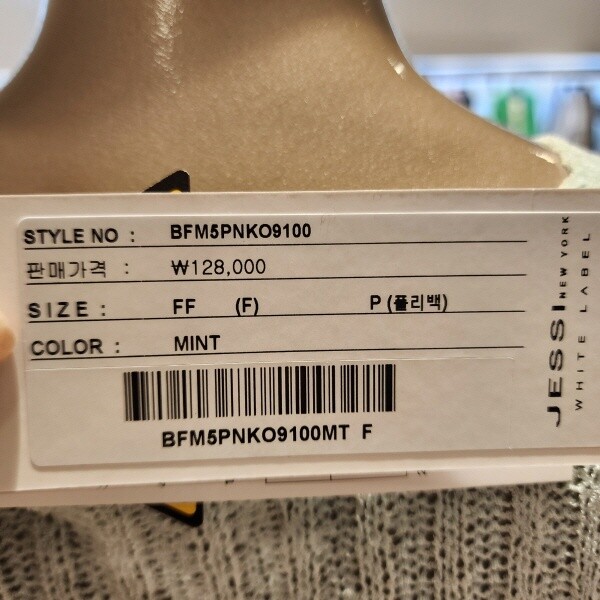 STYLE NO : BFM5PNKO9100
판매가격 : ₩128,000
SIZE : FF (F) P (폴리백)
COLOR : MINT
BFM5PNKO9100MT F
JESSI NEW YORK
WHITE LABEL